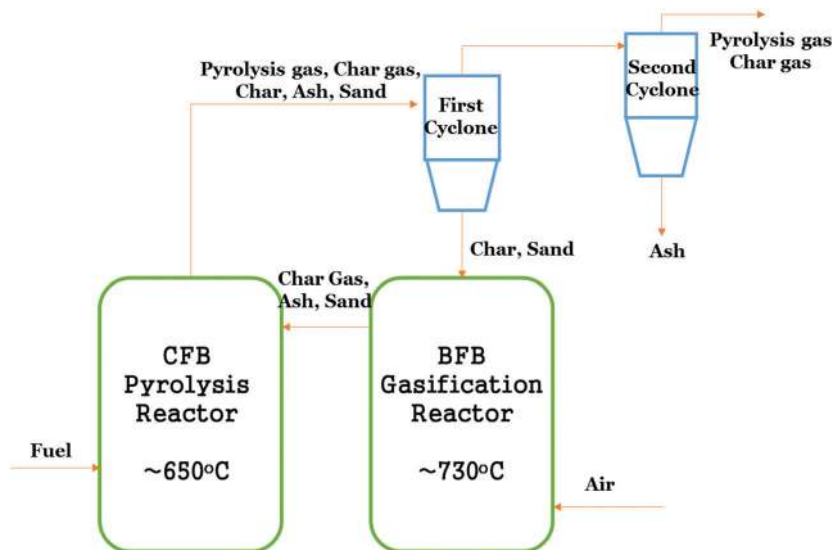 Pyrolysis gas, Char gas,
Char, Ash, Sand
First
Cyclone
Second
Cyclone
Pyrolysis gas
Char gas
Char, Sand
Ash
Char Gas,
Ash, Sand
CFB
Pyrolysis
Reactor
~650°C
BFB
Gasification
Reactor
~730°C
Fuel
Air